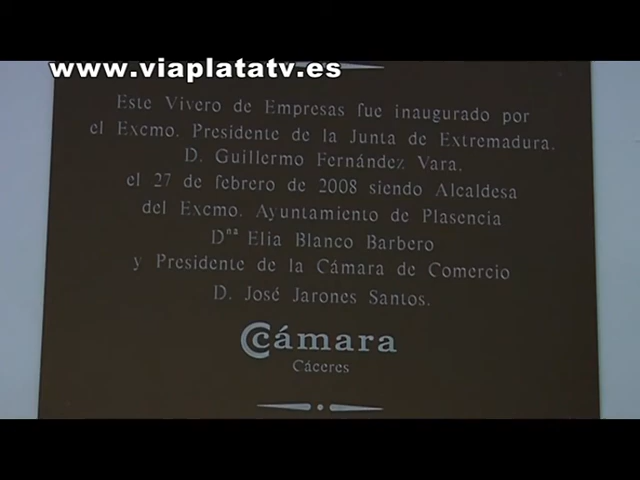 www.viaplatatv.es
Este Vivero de Empresas fue inaugurado por
el Excmo. Presidente de la Junta de Extremadura.
D. Guillermo Fernández Vara.
el 27 de febrero de 2008 siendo Alcaldesa
del Excmo. Ayuntamiento de Plasencia
Dña Elia Blanco Barbero
y Presidente de la Cámara de Comercio
D. José Jarones Santos.
Cámara
Cáceres